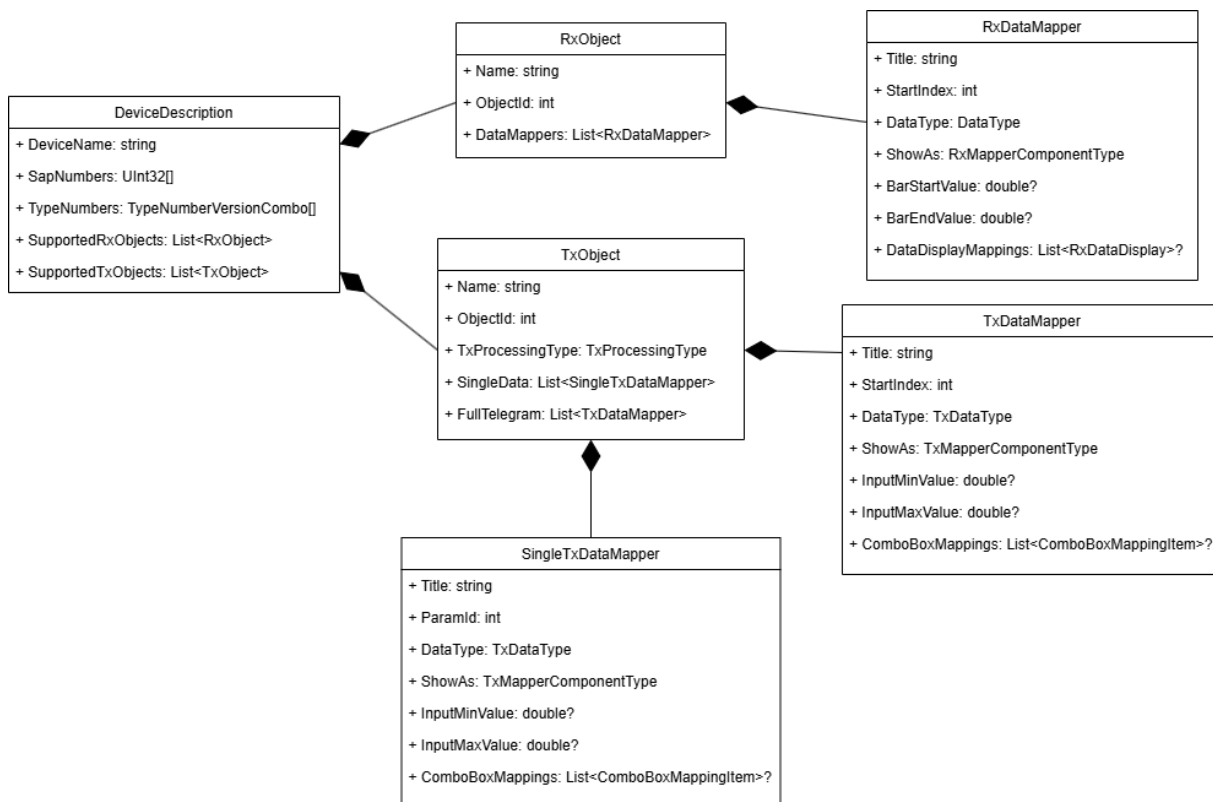 DeviceDescription
+ DeviceName: string
+ SapNumbers: UInt32[]
+ TypeNumbers: TypeNumberVersionCombo[]
+ SupportedRxObjects: List<RxObject>
+ SupportedTxObjects: List<TxObject>
RxObject
+ Name: string
+ ObjectId: int
+ DataMappers: List<RxDataMapper>
RxDataMapper
+ Title: string
+ StartIndex: int
+ DataType: DataType
+ ShowAs: RxMapperComponentType
+ BarStartValue: double?
+ BarEndValue: double?
+ DataDisplayMappings: List<RxDataDisplay>?
TxObject
+ Name: string
+ ObjectId: int
+ TxProcessingType: TxProcessingType
+ SingleData: List<SingleTxDataMapper>
+ FullTelegram: List<TxDataMapper>
TxDataMapper
+ Title: string
+ StartIndex: int
+ DataType: TxDataType
+ ShowAs: TxMapperComponentType
+ InputMinValue: double?
+ InputMaxValue: double?
+ ComboBoxMappings: List<ComboBoxMappingItem>?
SingleTxDataMapper
+ Title: string
+ ParamId: int
+ DataType: TxDataType
+ ShowAs: TxMapperComponentType
+ InputMinValue: double?
+ InputMaxValue: double?
+ ComboBoxMappings: List<ComboBoxMappingItem>?